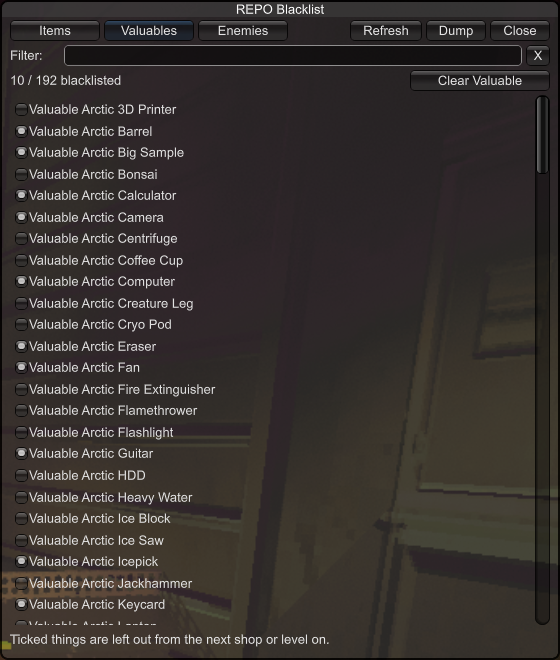 REPO Blacklist
Items Valuables Enemies Refresh Dump Close
Filter: X
10 / 192 blacklisted Clear Valuable
Valuable Arctic 3D Printer
Valuable Arctic Barrel
Valuable Arctic Big Sample
Valuable Arctic Bonsai
Valuable Arctic Calculator
Valuable Arctic Camera
Valuable Arctic Centrifuge
Valuable Arctic Coffee Cup
Valuable Arctic Computer
Valuable Arctic Creature Leg
Valuable Arctic Cryo Pod
Valuable Arctic Eraser
Valuable Arctic Fan
Valuable Arctic Fire Extinguisher
Valuable Arctic Flamethrower
Valuable Arctic Flashlight
Valuable Arctic Guitar
Valuable Arctic HDD
Valuable Arctic Heavy Water
Valuable Arctic Ice Block
Valuable Arctic Ice Saw
Valuable Arctic Icepick
Valuable Arctic Jackhammer
Valuable Arctic Keycard
Valuable Arctic Laptop
Ticked things are left out from the next shop or level on.